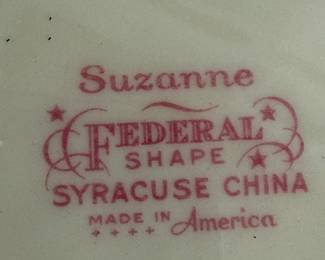 Suzanne
FEDERAL
SHAPE
SYRACUSE CHINA
MADE IN America